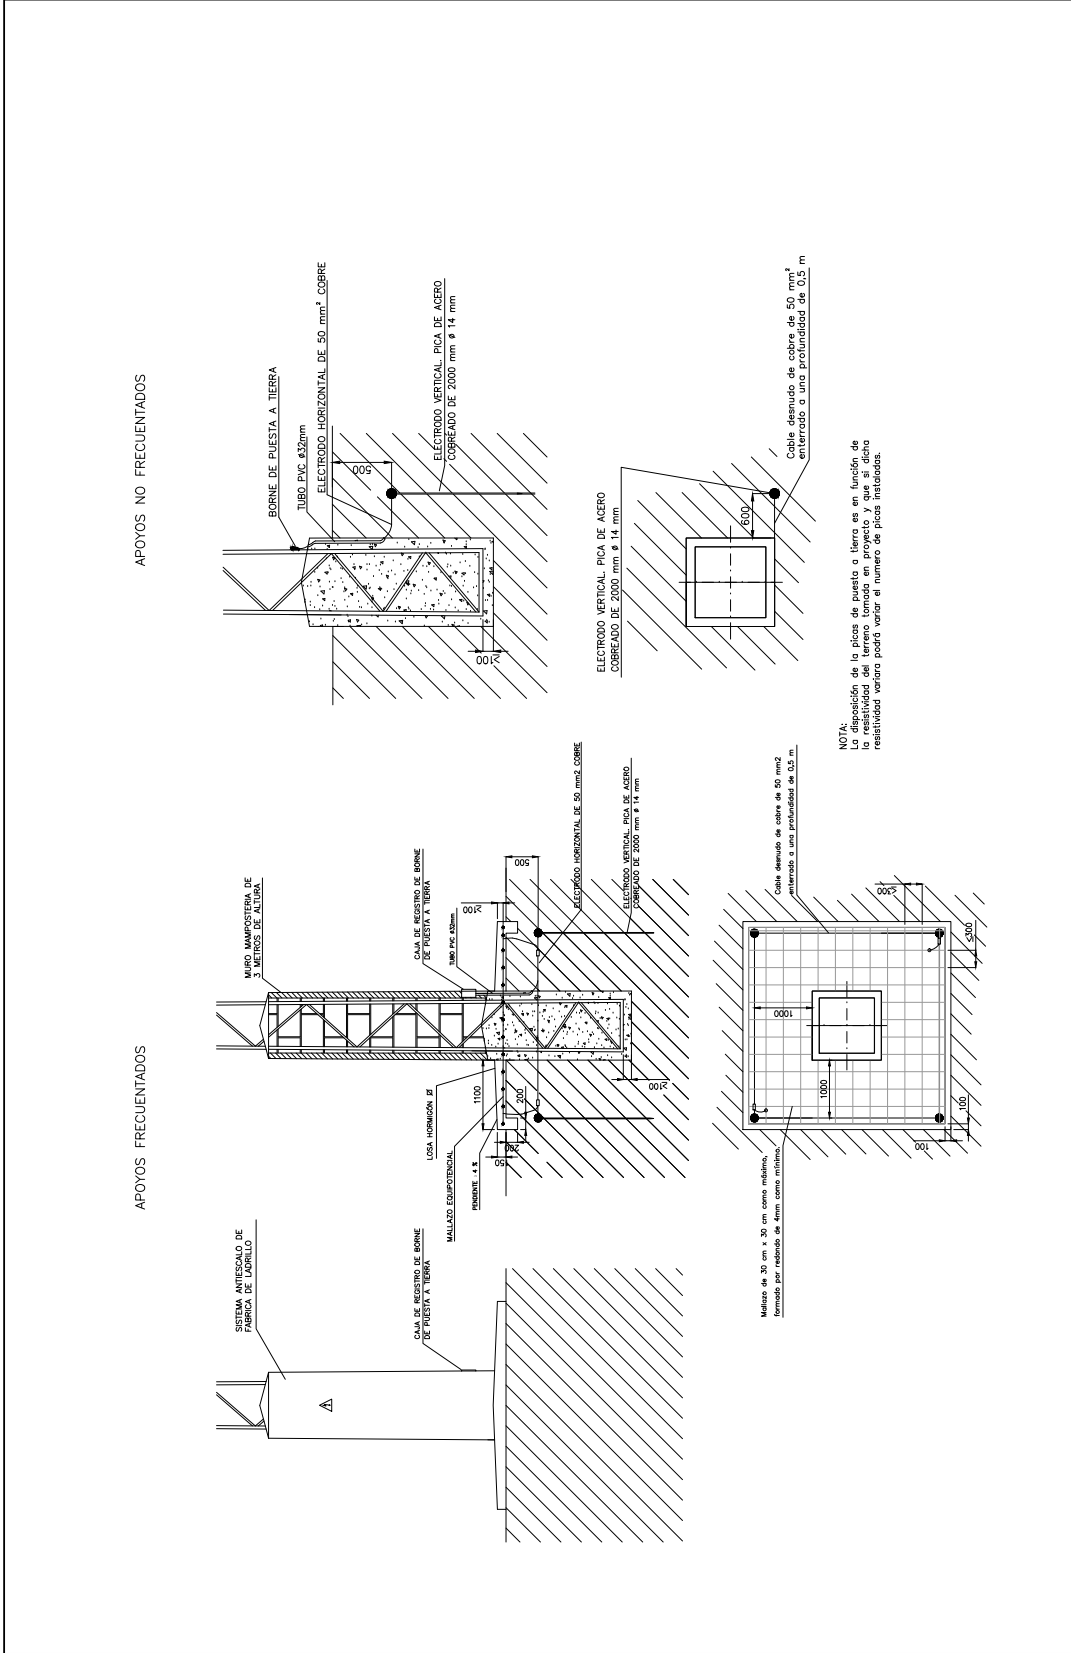 APOYOS FRECUENTADOS
SISTEMA ANTIESCALO DE
FABRICA DE LADRILLO
CAJA DE REGISTRO DE BORNE
DE PUESTA A TIERRA
MURO MAMPOSTERIA DE
3 METROS DE ALTURA
CAJA DE REGISTRO DE BORNE
DE PUESTA A TIERRA
TUBO PVC ø32mm
LOSA HORMIGÓN
MALLAZO EQUIPOTENCIAL
PENDIENTE 4 %
1100
200
150
200
≥100
500
≥100
ELECTRODO HORIZONTAL DE 50 mm2 COBRE
ELECTRODO VERTICAL. PICA DE ACERO
COBREADO DE 2000 mm ø 14 mm
Mallazo de 30 cm x 30 cm como máximo,
formado por redondo de 4mm como mínimo.
Cable desnudo de cobre de 50 mm2
enterrado a una profundidad de 0,5 m
1000
1000
100
100
≤300
≤300
APOYOS NO FRECUENTADOS
BORNE DE PUESTA A TIERRA
TUBO PVC ø32mm
ELECTRODO HORIZONTAL DE 50 mm² COBRE
500
≥100
ELECTRODO VERTICAL. PICA DE ACERO
COBREADO DE 2000 mm ø 14 mm
ELECTRODO VERTICAL. PICA DE ACERO
COBREADO DE 2000 mm ø 14 mm
600
Cable desnudo de cobre de 50 mm²
enterrado a una profundidad de 0,5 m
NOTA:
La disposición de la picas de puesta a tierra es en función de
la resistividad del terreno tomada en proyecto y que si dicha
resistividad variara podrá variar el numero de picas instaladas.